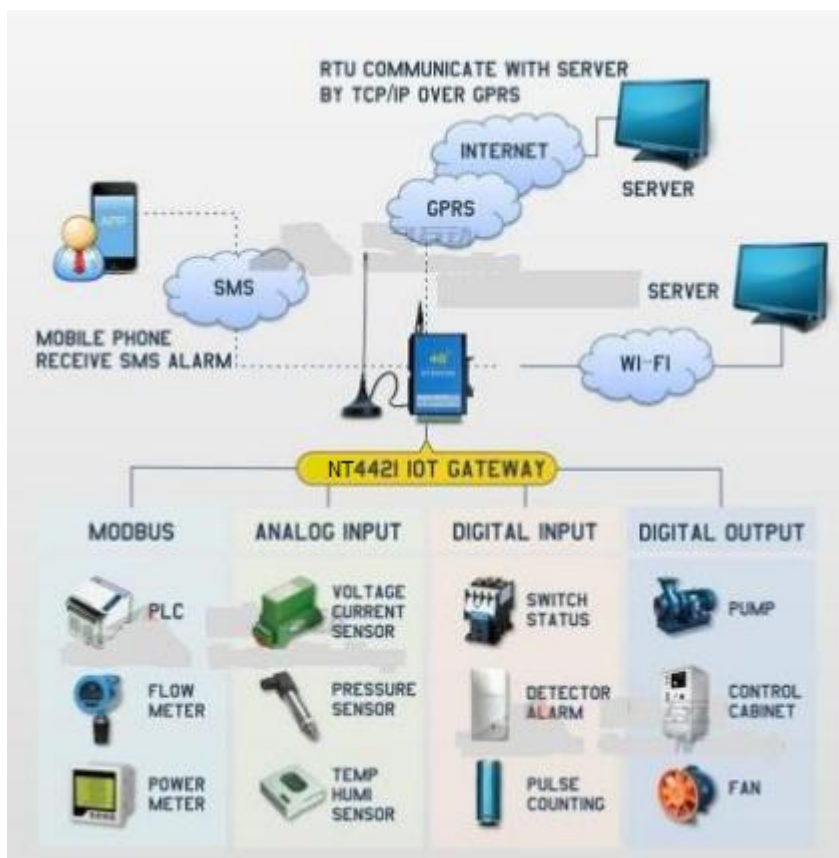 RTU COMMUNICATE WITH SERVER
BY TCP/IP OVER GPRS
INTERNET
SERVER
GPRS
APP
SMS
SERVER
MOBILE PHONE
RECEIVE SMS ALARM
4G
WI-FI
NT4421 IOT GATEWAY
MODBUS
ANALOG INPUT
DIGITAL INPUT
DIGITAL OUTPUT
PLC
VOLTAGE
CURRENT
SENSOR
SWITCH
STATUS
PUMP
FLOW
METER
PRESSURE
SENSOR
DETECTOR
ALARM
CONTROL
CABINET
POWER
METER
TEMP
HUMI
SENSOR
PULSE
COUNTING
FAN